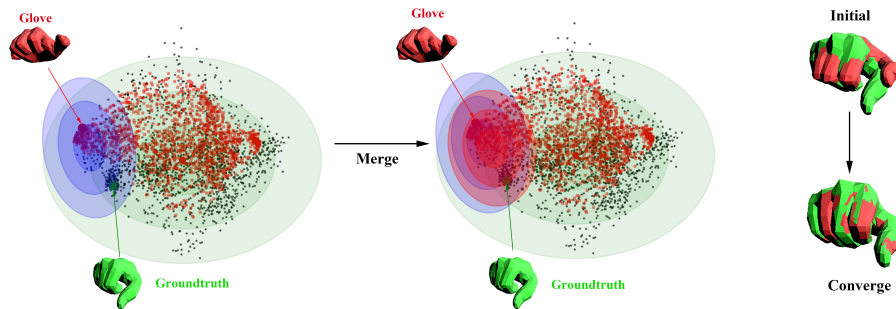 Glove
Merge
Groundtruth
Glove
Groundtruth
Initial
Converge